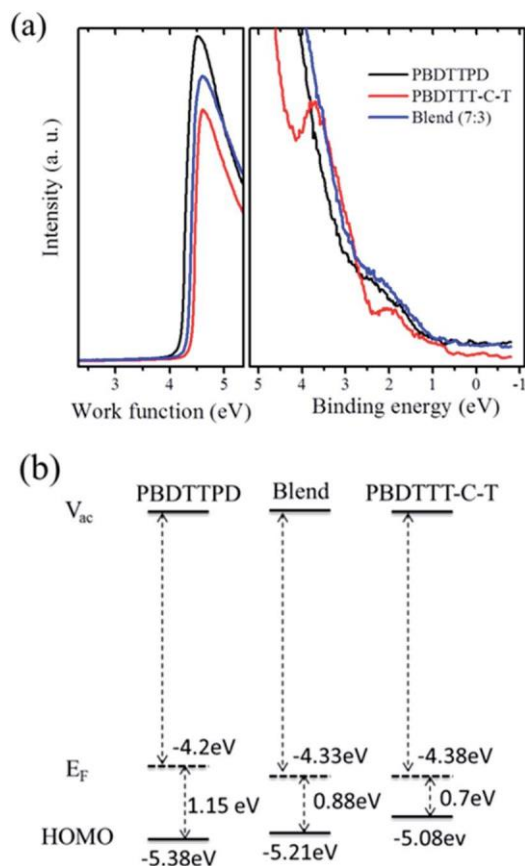 (a)
PBDTTPD
PBDTTT-C-T
Blend (7:3)
Intensity (a. u.)
3 4 5
5 4 3 2 1 0 -1
Work function (eV)
Binding energy (eV)
(b)
PBDTTPD Blend PBDTTT-C-T
Vac
-4.2eV
-4.33eV
-4.38eV
EF
1.15 eV
0.88eV
0.7eV
HOMO
-5.38eV
-5.21eV
-5.08eV